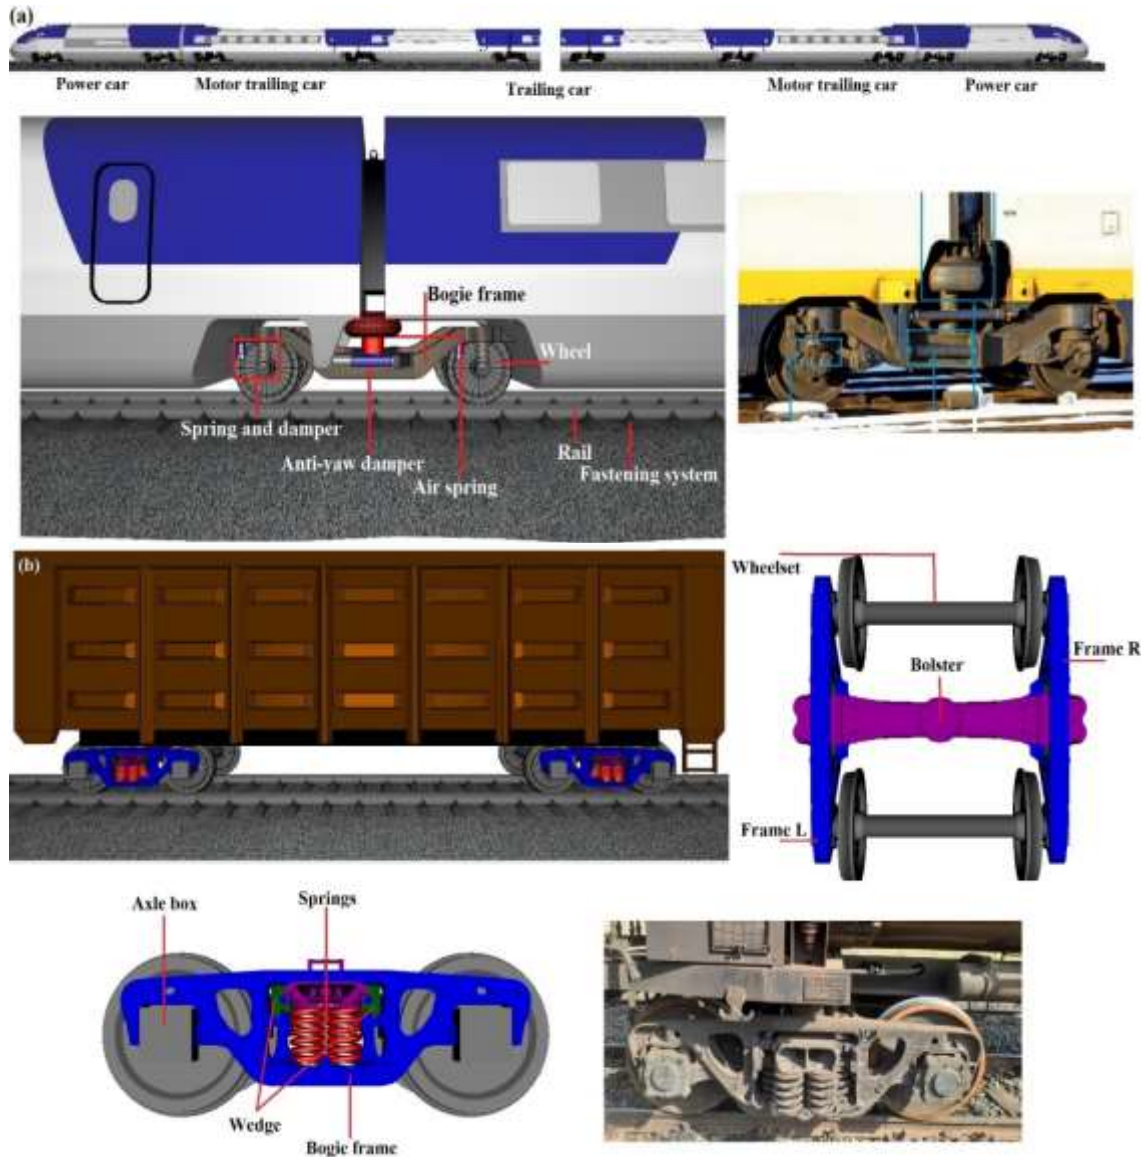 (a)
Power car
Motor trailing car
Trailing car
Motor trailing car
Power car
Bogie frame
Wheel
Spring and damper
Anti-yaw damper
Air spring
Rail
Fastening system
(b)
Wheelset
Frame R
Bolster
Frame L
Axle box
Springs
Wedge
Bogie frame